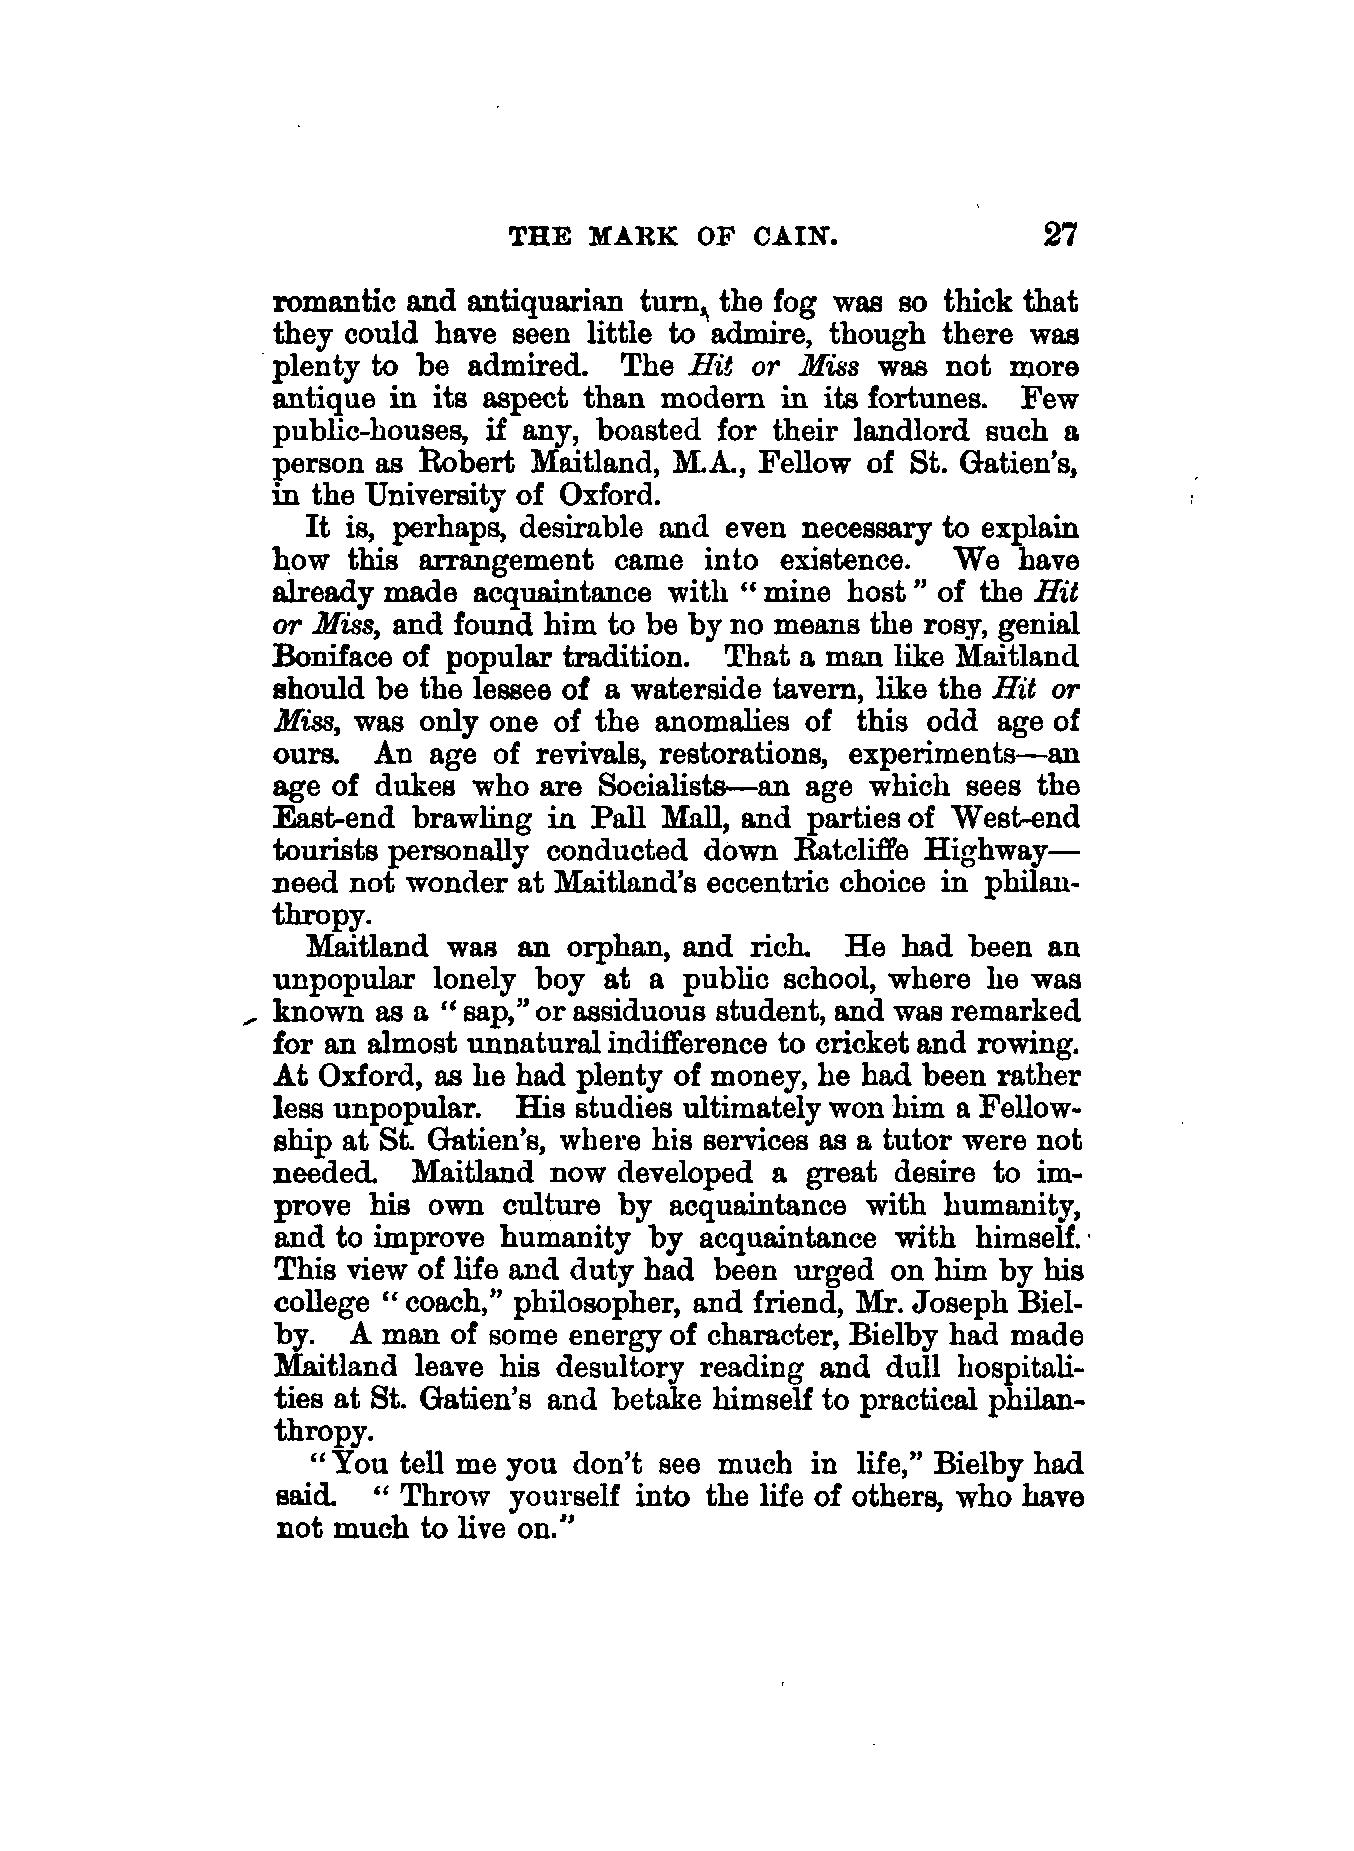 THE MARK OF CAIN. 27
romantic and antiquarian turn, the fog was so thick that
they could have seen little to admire, though there was
plenty to be admired. The Hit or Miss was not more
antique in its aspect than modern in its fortunes. Few
public-houses, if any, boasted for their landlord such a
person as Robert Maitland, M.A., Fellow of St. Gatien's,
in the University of Oxford.
It is, perhaps, desirable and even necessary to explain
how this arrangement came into existence. We have
already made acquaintance with "mine host" of the Hit
or Miss, and found him to be by no means the rosy, genial
Boniface of popular tradition. That a man like Maitland
should be the lessee of a waterside tavern, like the Hit or
Miss, was only one of the anomalies of this odd age of
ours. An age of revivals, restorations, experiments—an
age of dukes who are Socialists—an age which sees the
East-end brawling in Pall Mall, and parties of West-end
tourists personally conducted down Ratcliffe Highway—
need not wonder at Maitland's eccentric choice in philan-
thropy.
Maitland was an orphan, and rich. He had been an
unpopular lonely boy at a public school, where he was
known as a "sap," or assiduous student, and was remarked
for an almost unnatural indifference to cricket and rowing.
At Oxford, as he had plenty of money, he had been rather
less unpopular. His studies ultimately won him a Fellow-
ship at St. Gatien's, where his services as a tutor were not
needed. Maitland now developed a great desire to im-
prove his own culture by acquaintance with humanity,
and to improve humanity by acquaintance with himself.
This view of life and duty had been urged on him by his
college "coach," philosopher, and friend, Mr. Joseph Biel-
by. A man of some energy of character, Bielby had made
Maitland leave his desultory reading and dull hospitali-
ties at St. Gatien's and betake himself to practical philan-
thropy.
"You tell me you don't see much in life," Bielby had
said. "Throw yourself into the life of others, who have
not much to live on."